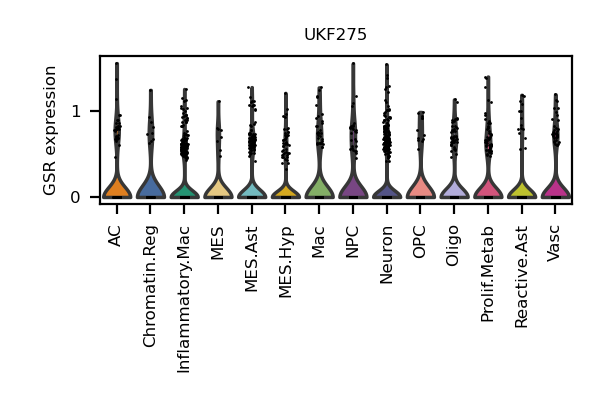 UKF275
GSR expression
1
0
AC
Chromatin.Reg
Inflammatory.Mac
MES
MES.Ast
MES.Hyp
Mac
NPC
Neuron
OPC
Oligo
Prolif.Metab
Reactive.Ast
Vasc